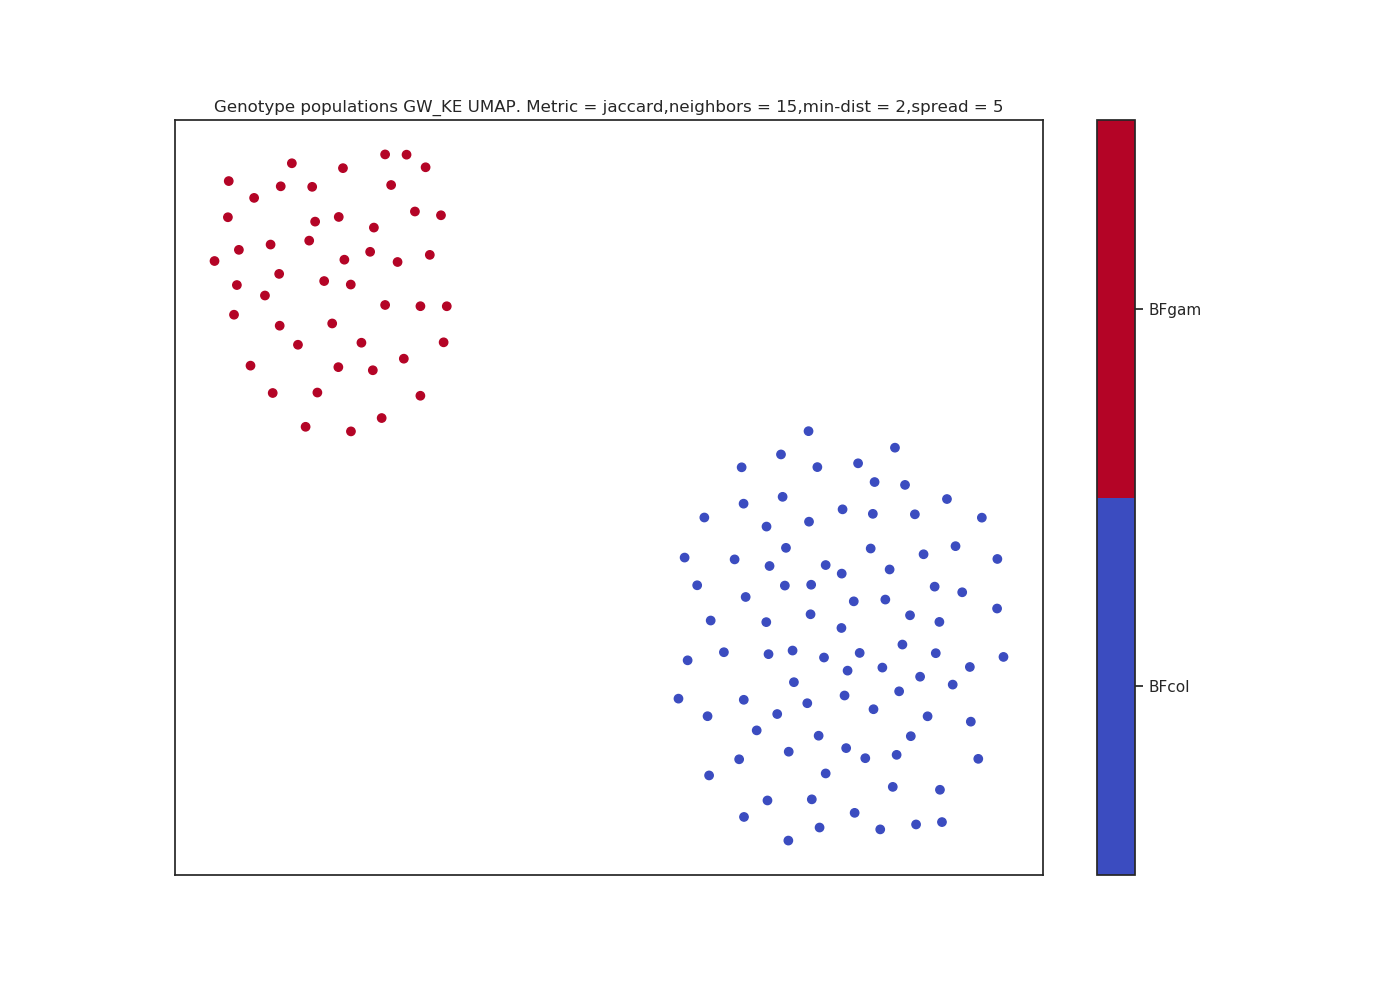 Genotype populations GW_KE UMAP. Metric = jaccard,neighbors = 15,min-dist = 2,spread = 5
BFgam
BFcol